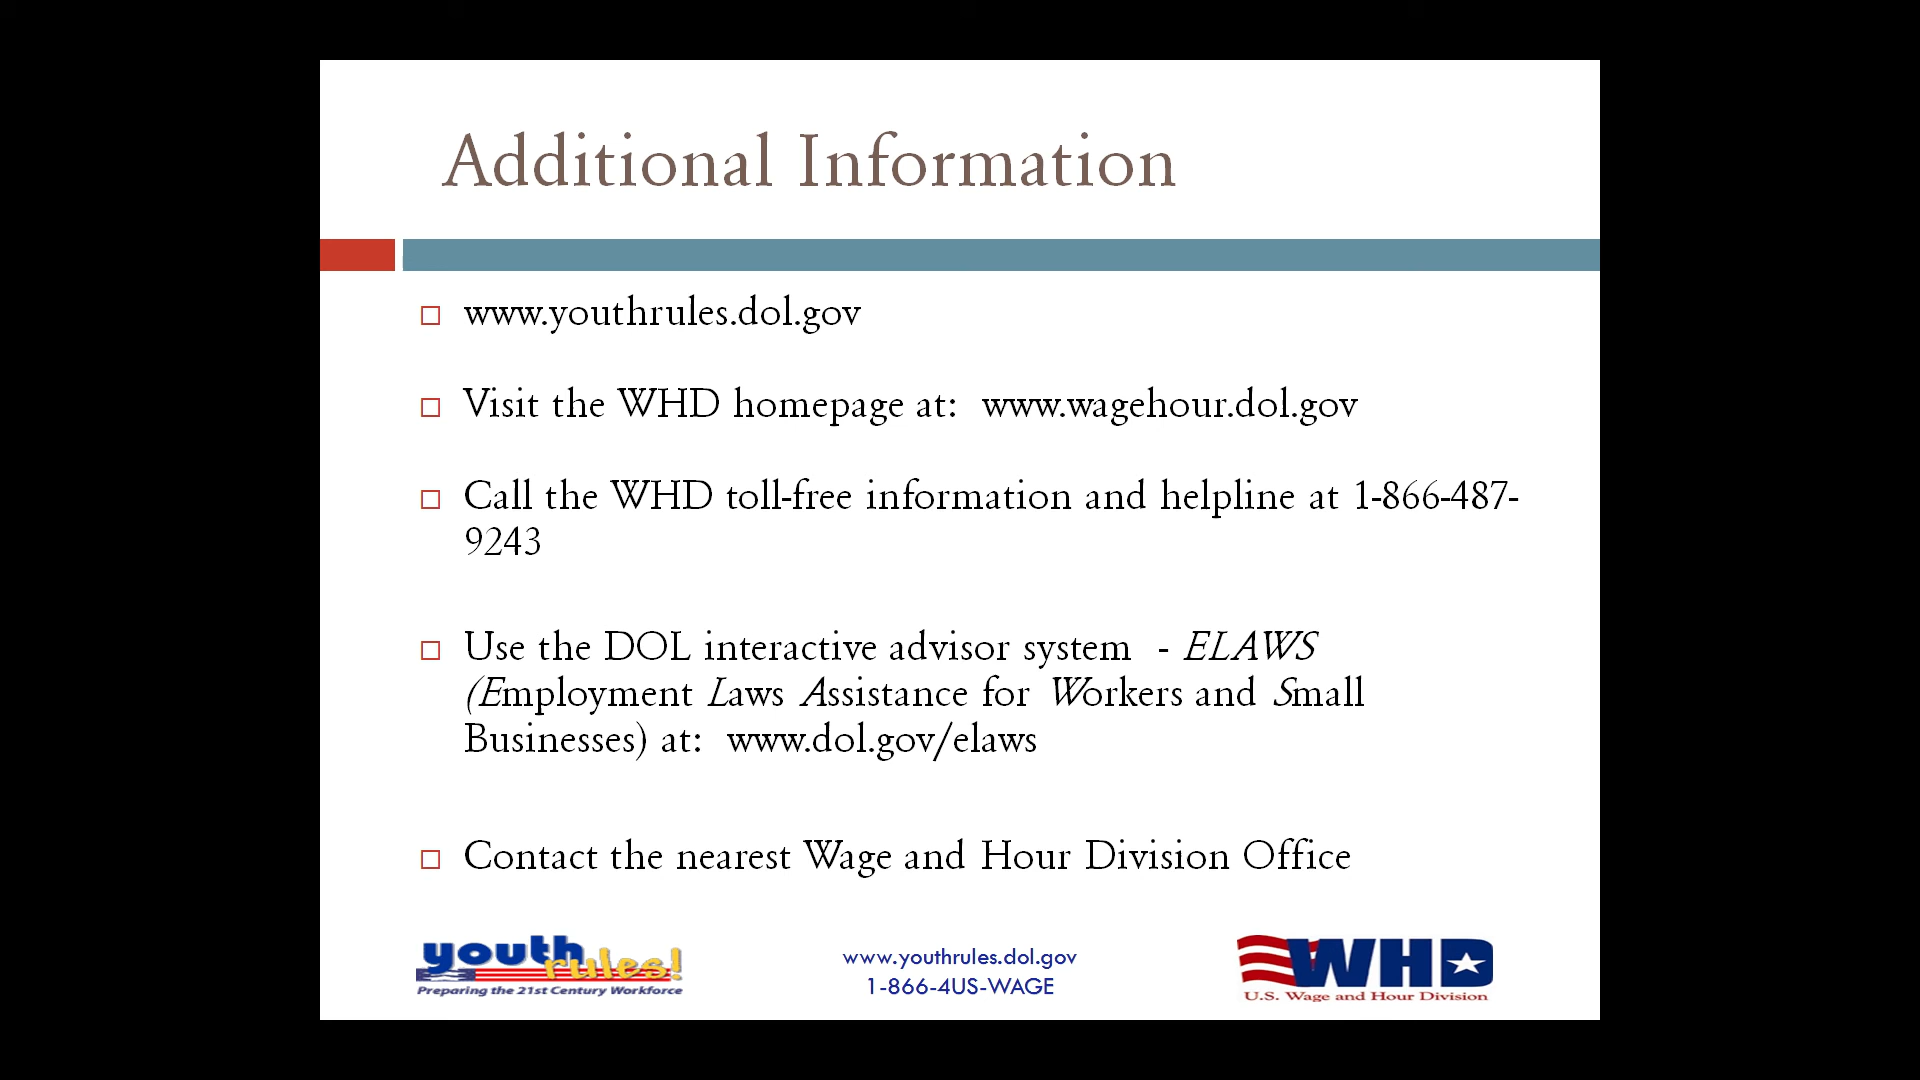 Additional Information
www.youthrules.dol.gov
Visit the WHD homepage at:  www.wagehour.dol.gov
Call the WHD toll-free information and helpline at 1-866-487-
9243
Use the DOL interactive advisor system  - ELAWS
(Employment Laws Assistance for Workers and Small
Businesses) at:  www.dol.gov/elaws
Contact the nearest Wage and Hour Division Office
youth rules!
Preparing the 21st Century Workforce
www.youthrules.dol.gov
1-866-4US-WAGE
WHD
U.S. Wage and Hour Division